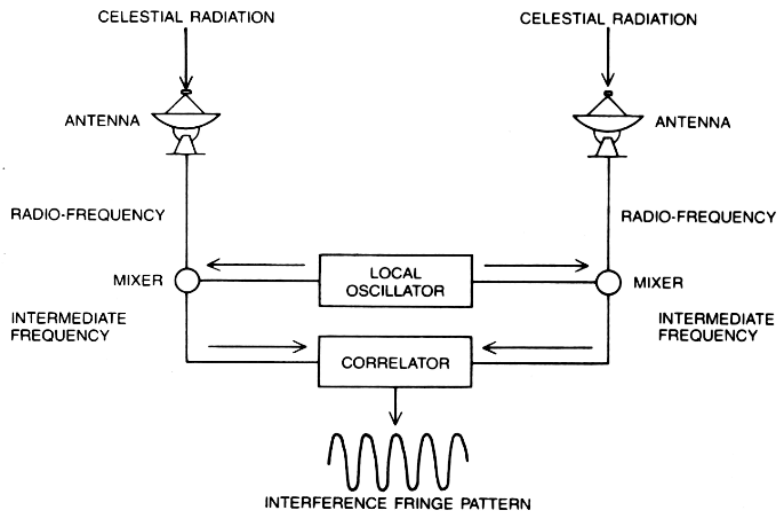 CELESTIAL RADIATION
CELESTIAL RADIATION
ANTENNA
ANTENNA
RADIO-FREQUENCY
RADIO-FREQUENCY
MIXER
LOCAL
OSCILLATOR
MIXER
INTERMEDIATE
FREQUENCY
INTERMEDIATE
FREQUENCY
CORRELATOR
INTERFERENCE FRINGE PATTERN